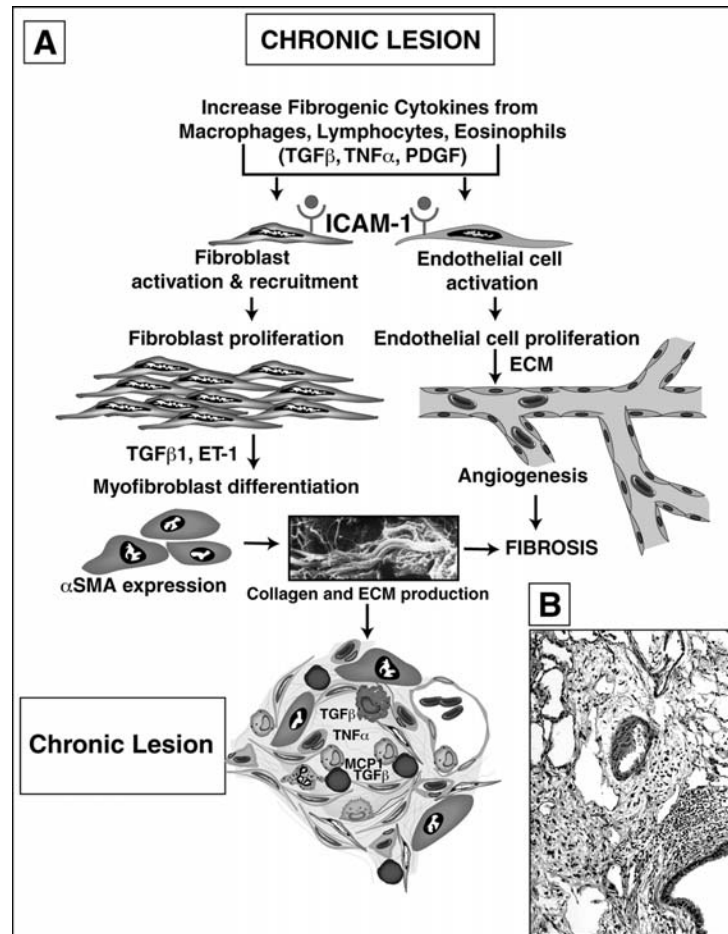 A
CHRONIC LESION
Increase Fibrogenic Cytokines from
Macrophages, Lymphocytes, Eosinophils
(TGFβ, TNFα, PDGF)
ICAM-1
Fibroblast
activation & recruitment
Endothelial cell
activation
Fibroblast proliferation
Endothelial cell proliferation
ECM
TGFβ1, ET-1
Myofibroblast differentiation
Angiogenesis
FIBROSIS
αSMA expression
Collagen and ECM production
B
Chronic Lesion
TGFβ
TNFα
MCP1
TGFβ